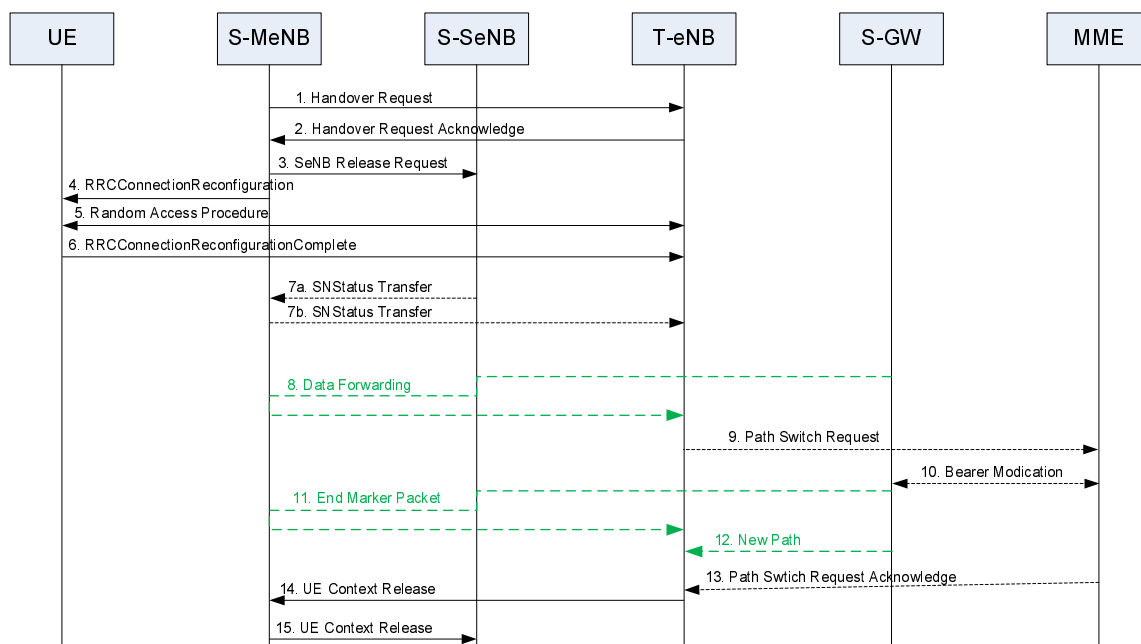 UE
S-MeNB
S-SeNB
T-eNB
S-GW
MME
1. Handover Request
2. Handover Request Acknowledge
3. SeNB Release Request
4. RRCConnectionReconfiguration
5. Random Access Procedure
6. RRCConnectionReconfigurationComplete
7a. SNStatus Transfer
7b. SNStatus Transfer
8. Data Forwarding
9. Path Switch Request
10. Bearer Modication
11. End Marker Packet
12. New Path
13. Path Swtich Request Acknowledge
14. UE Context Release
15. UE Context Release